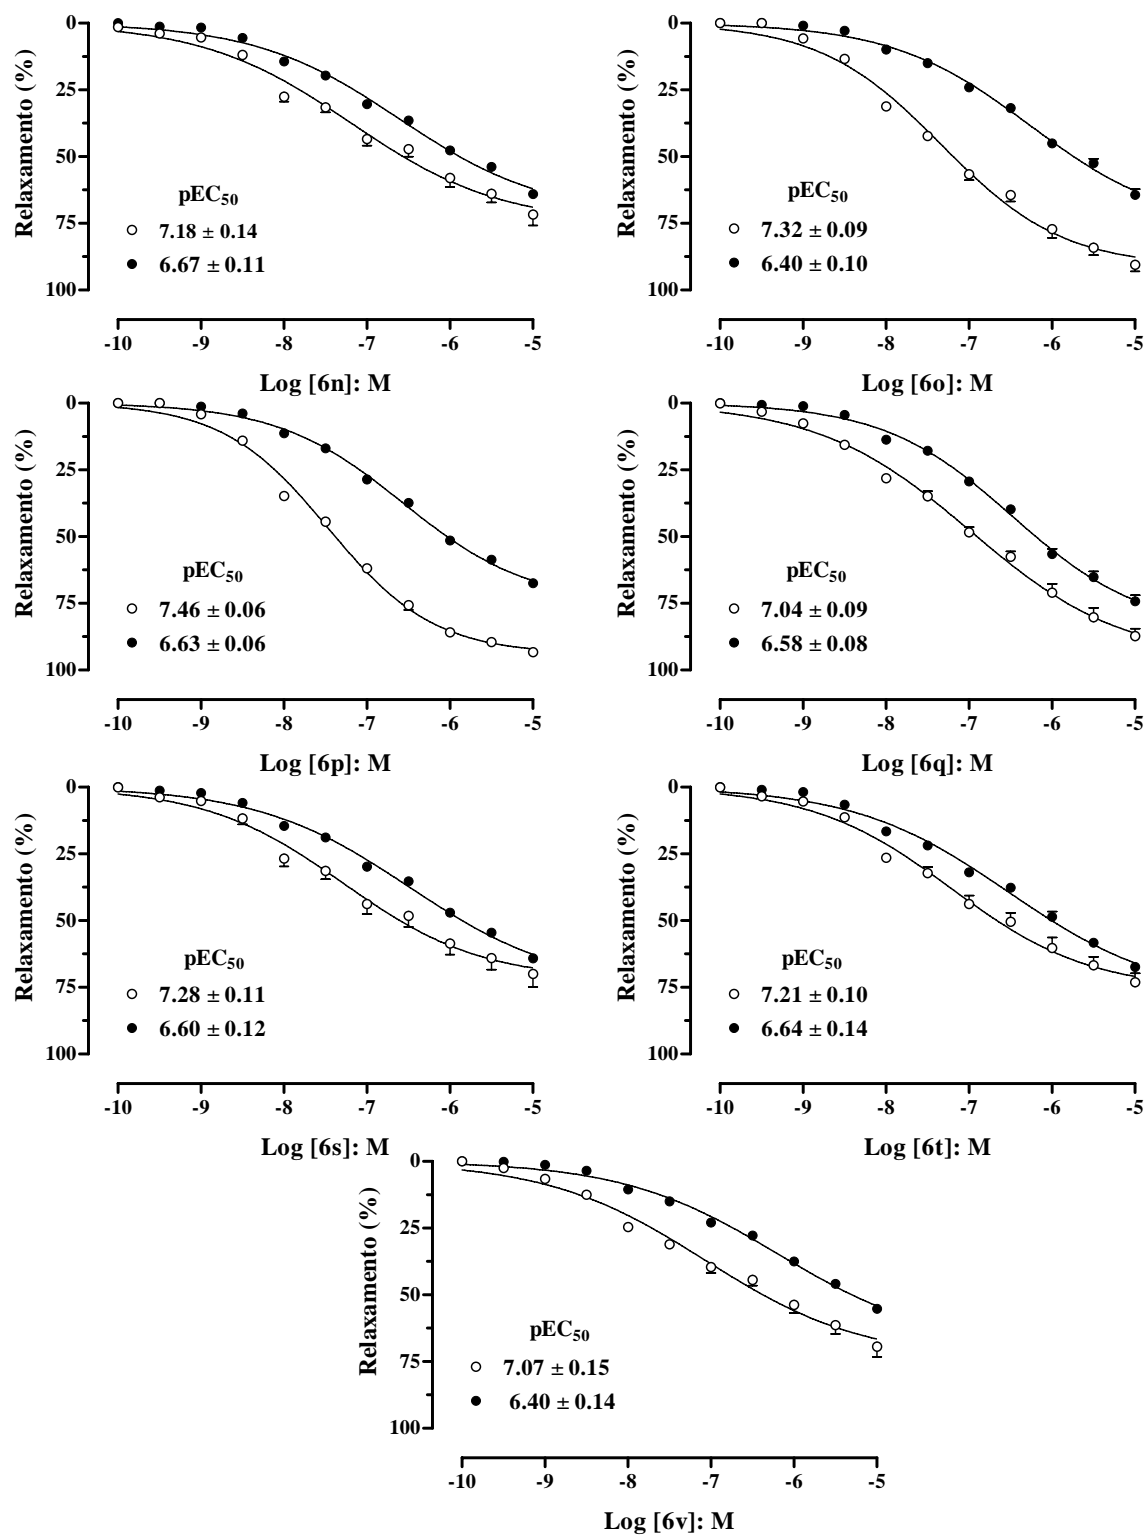 0
25
50
75
100
Relaxamento (%)
pEC50
7.18 ± 0.14
6.67 ± 0.11
-10 -9 -8 -7 -6 -5
Log [6n]: M
0
25
50
75
100
Relaxamento (%)
pEC50
7.32 ± 0.09
6.40 ± 0.10
-10 -9 -8 -7 -6 -5
Log [6o]: M
0
25
50
75
100
Relaxamento (%)
pEC50
7.46 ± 0.06
6.63 ± 0.06
-10 -9 -8 -7 -6 -5
Log [6p]: M
0
25
50
75
100
Relaxamento (%)
pEC50
7.04 ± 0.09
6.58 ± 0.08
-10 -9 -8 -7 -6 -5
Log [6q]: M
0
25
50
75
100
Relaxamento (%)
pEC50
7.28 ± 0.11
6.60 ± 0.12
-10 -9 -8 -7 -6 -5
Log [6s]: M
0
25
50
75
100
Relaxamento (%)
pEC50
7.21 ± 0.10
6.64 ± 0.14
-10 -9 -8 -7 -6 -5
Log [6t]: M
0
25
50
75
100
Relaxamento (%)
pEC50
7.07 ± 0.15
6.40 ± 0.14
-10 -9 -8 -7 -6 -5
Log [6v]: M